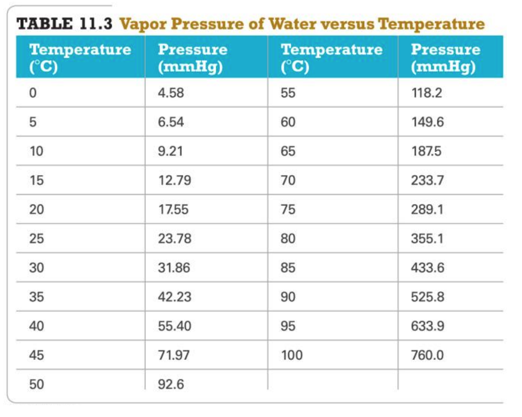 TABLE 11.3 Vapor Pressure of Water versus Temperature
Temperature (°C) Pressure (mmHg) Temperature (°C) Pressure (mmHg)
0 4.58 55 118.2
5 6.54 60 149.6
10 9.21 65 187.5
15 12.79 70 233.7
20 17.55 75 289.1
25 23.78 80 355.1
30 31.86 85 433.6
35 42.23 90 525.8
40 55.40 95 633.9
45 71.97 100 760.0
50 92.6